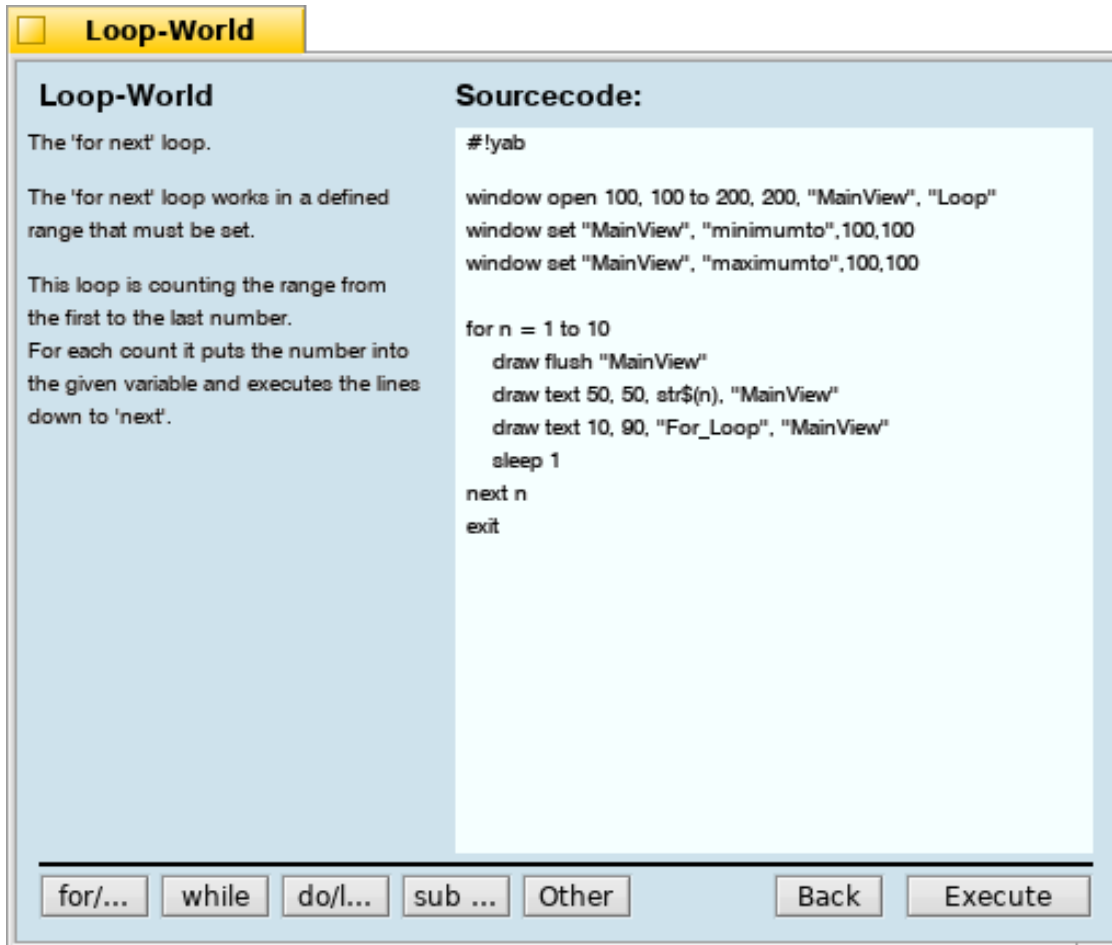 Loop-World
Loop-World
The 'for next' loop.
The 'for next' loop works in a defined
range that must be set.
This loop is counting the range from
the first to the last number.
For each count it puts the number into
the given variable and executes the lines
down to 'next'.
Sourcecode:
#!yab
window open 100, 100 to 200, 200, "MainView", "Loop"
window set "MainView", "minimumto",100,100
window set "MainView", "maximumto",100,100
for n = 1 to 10
draw flush "MainView"
draw text 50, 50, str$(n), "MainView"
draw text 10, 90, "For_Loop", "MainView"
sleep 1
next n
exit
for/... while do/l... sub ... Other Back Execute